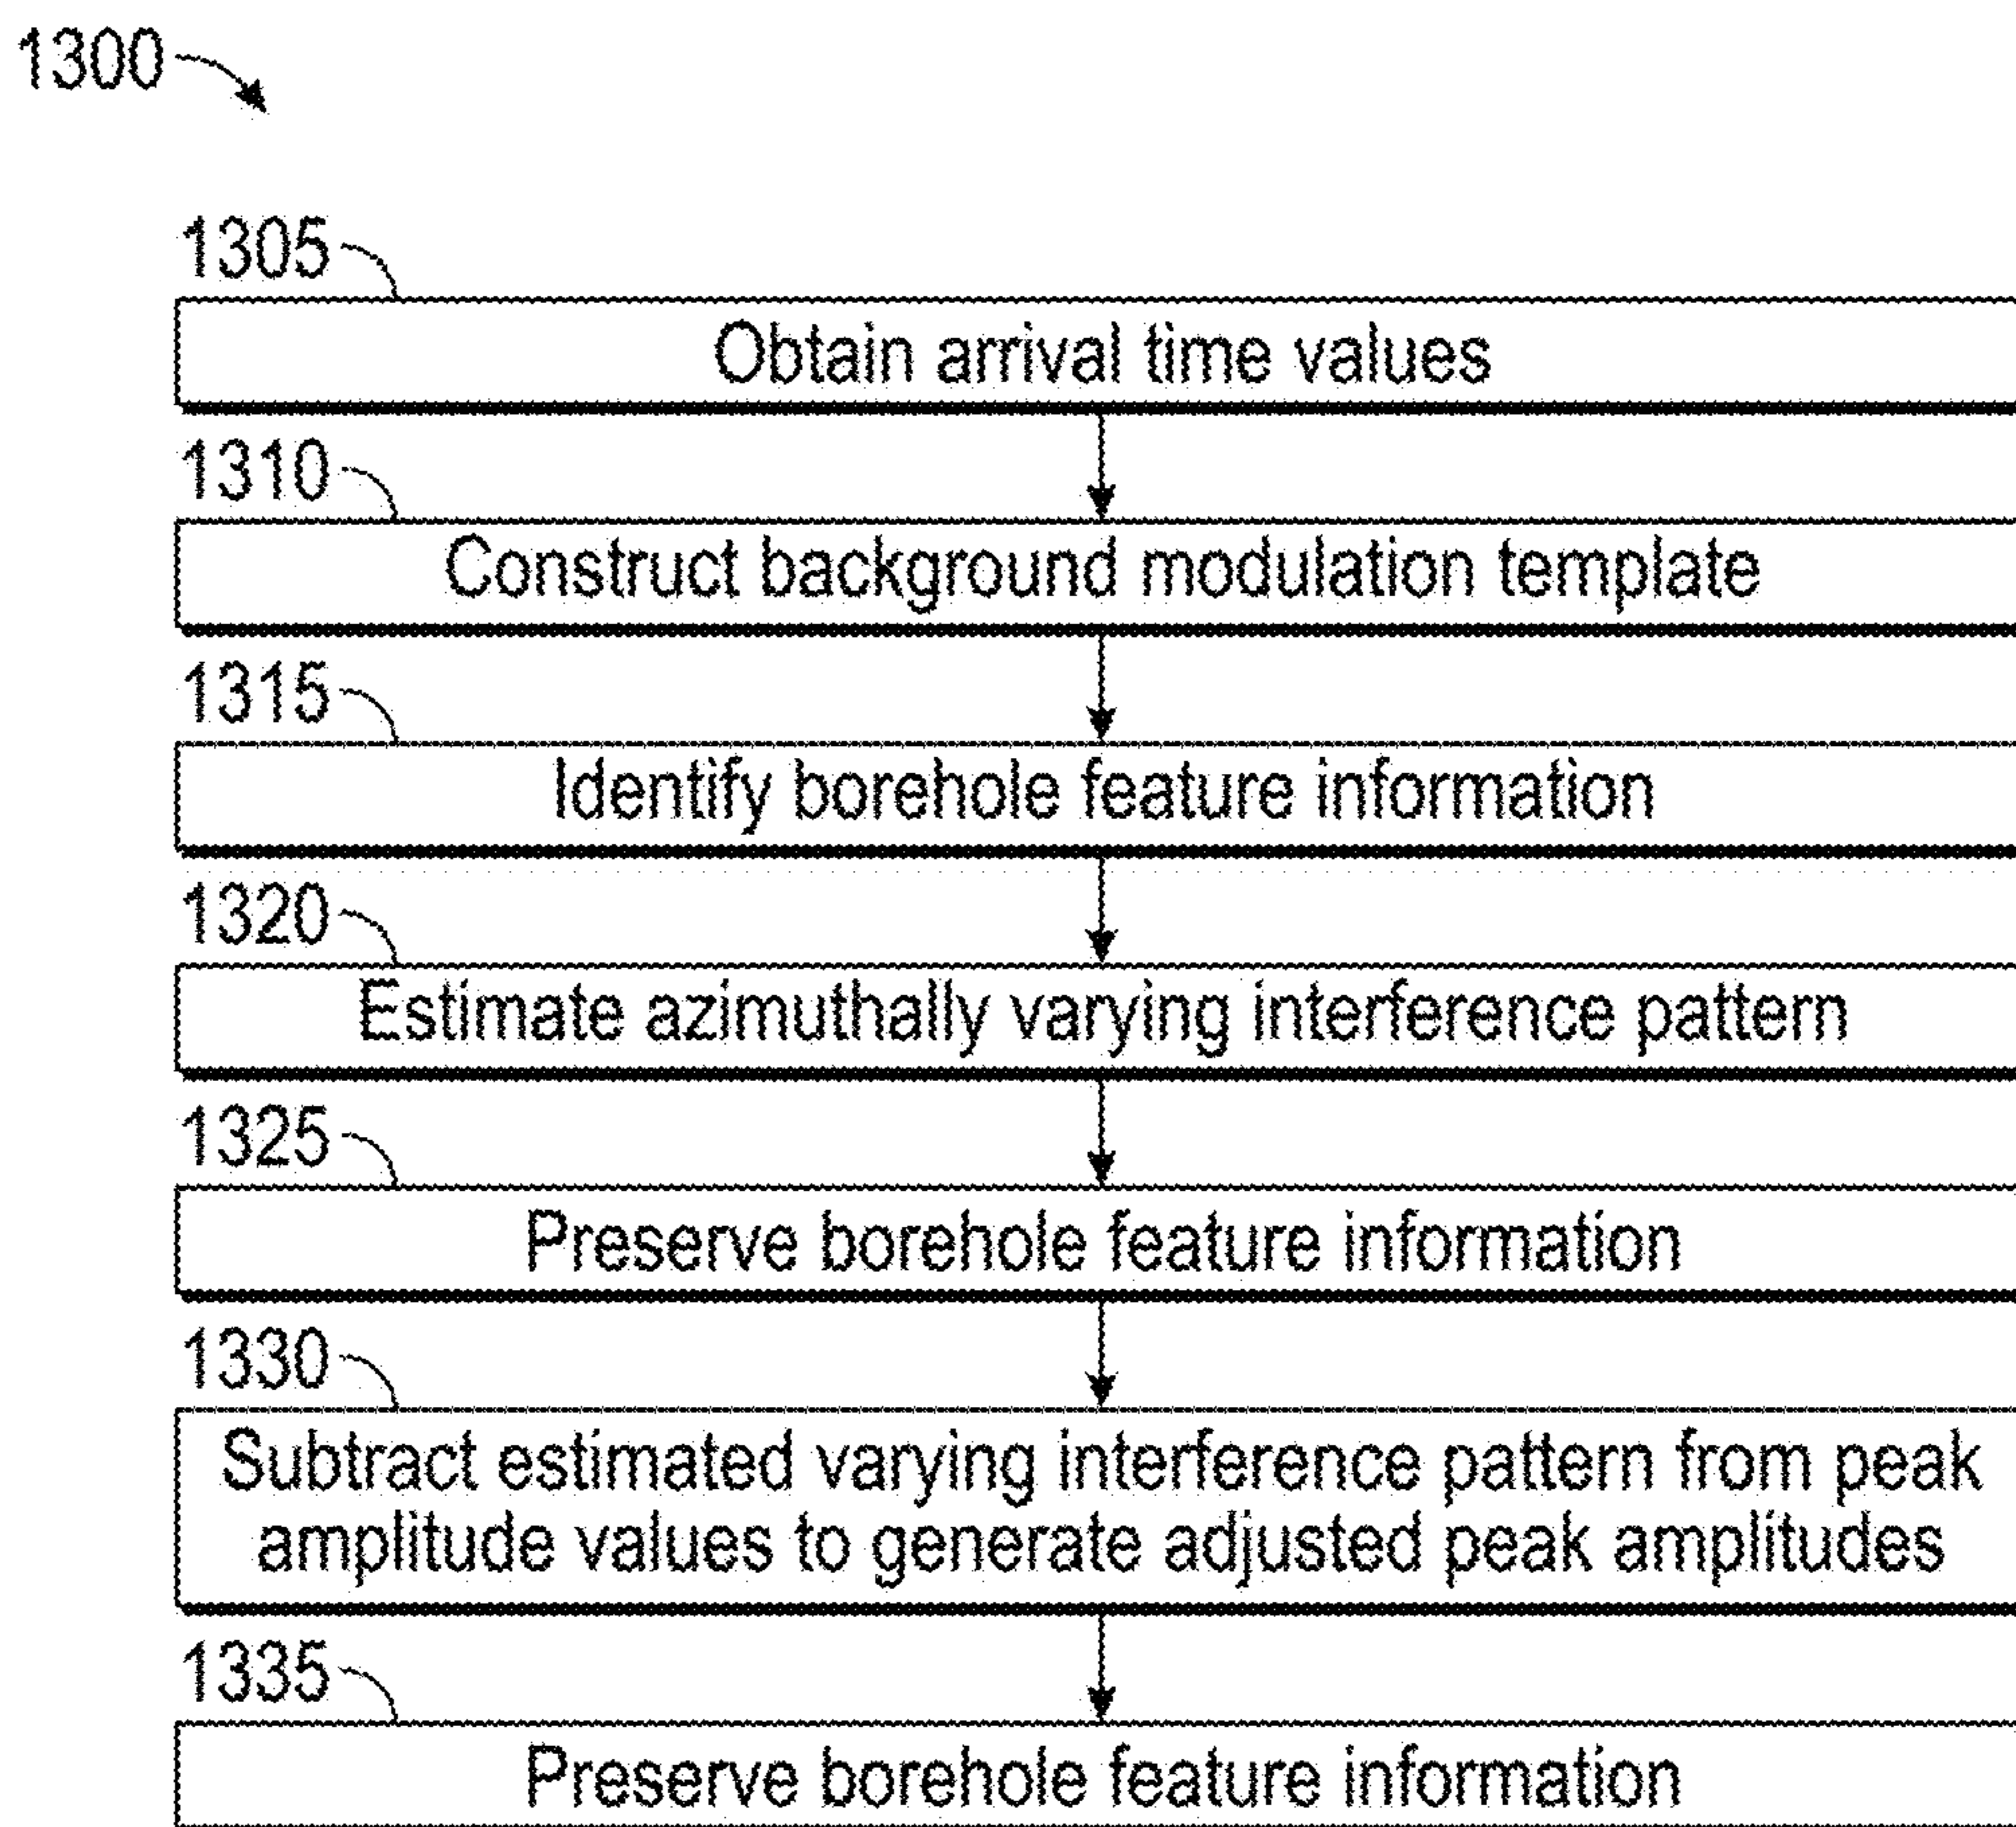 1300
1305
Obtain arrival time values
1310
Construct background modulation template
1315
Identify borehole feature information
1320
Estimate azimuthally varying interference pattern
1325
Preserve borehole feature information
1330
Subtract estimated varying interference pattern from peak
amplitude values to generate adjusted peak amplitudes
1335
Preserve borehole feature information